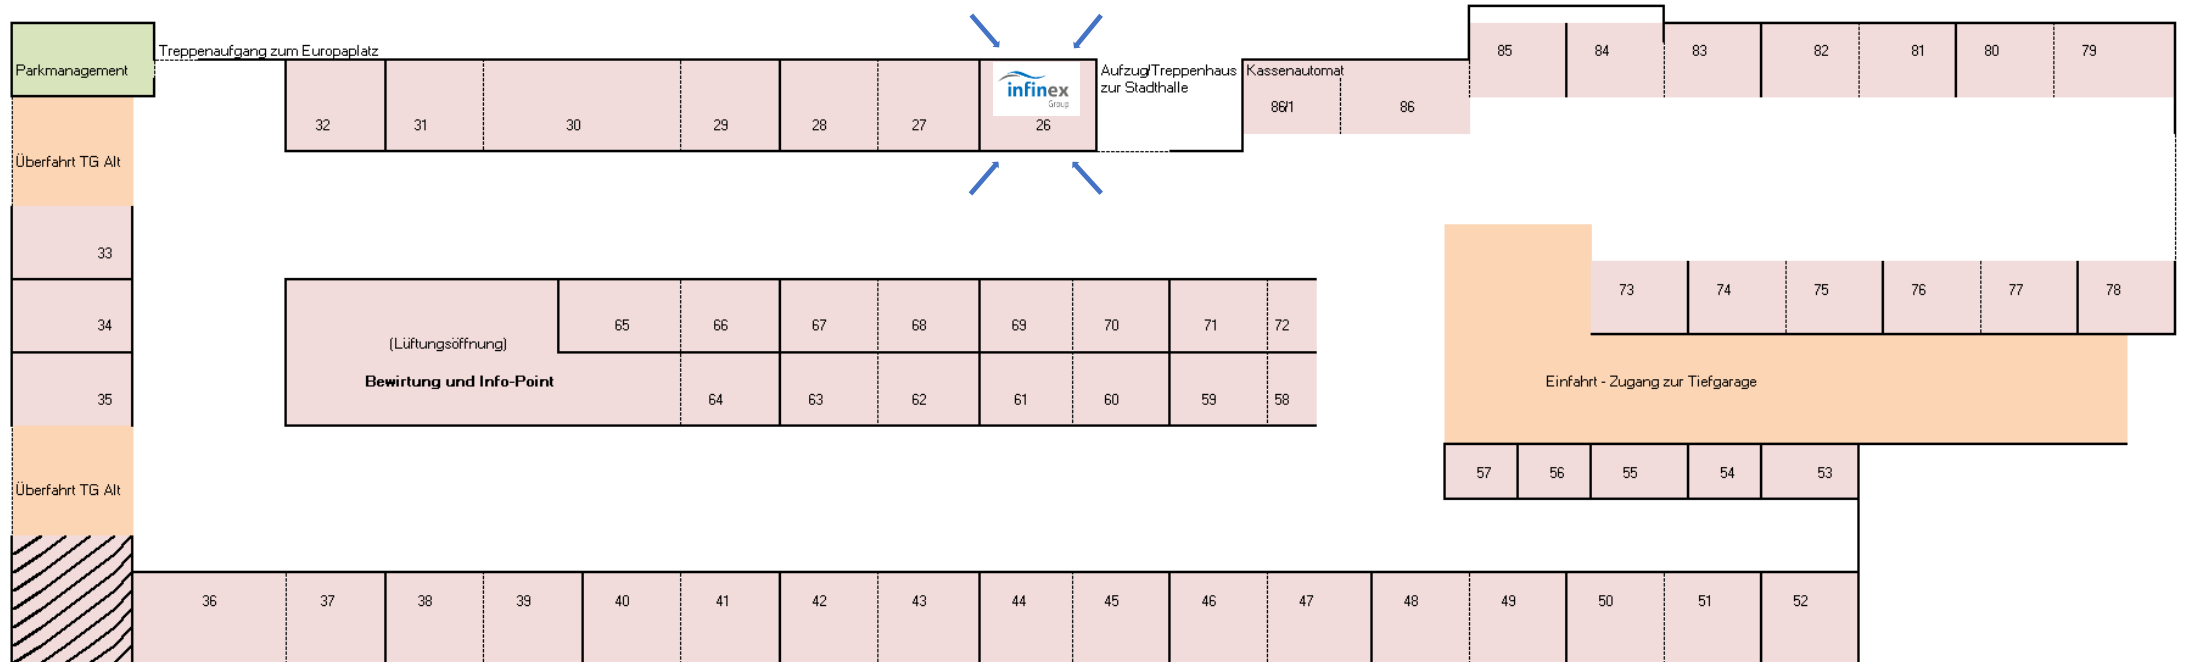 85 84 83 82 81 80 79
Treppenaufgang zum Europaplatz
Parkmanagement
infinex
Group
Aufzug/Treppenhaus
zur Stadthalle
Kassenautomat
86/1 86
32 31 30 29 28 27 26
Überfahrt TG Alt
33
73 74 75 76 77 78
34
65 66 67 68 69 70 71 72
(Lüftungsöffnung)
Bewirtung und Info-Point
Einfahrt - Zugang zur Tiefgarage
35
64 63 62 61 60 59 58
57 56 55 54 53
Überfahrt TG Alt
36 37 38 39 40 41 42 43 44 45 46 47 48 49 50 51 52